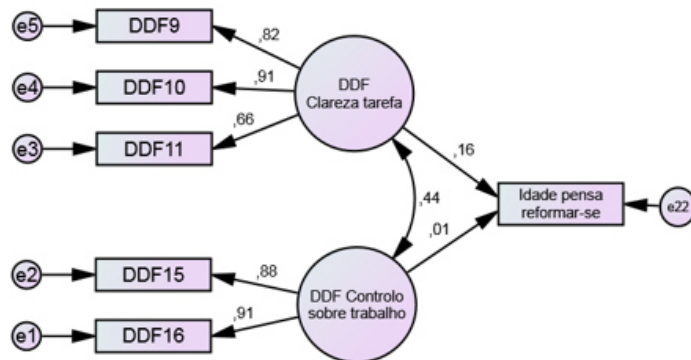 e5
DDF9
,82
e4
DDF10
,91
e3
DDF11
,66
DDF
Clareza tarefa
,16
,44
Idade pensa
reformar-se
e22
,01
e2
DDF15
,88
e1
DDF16
,91
DDF Controlo
sobre trabalho